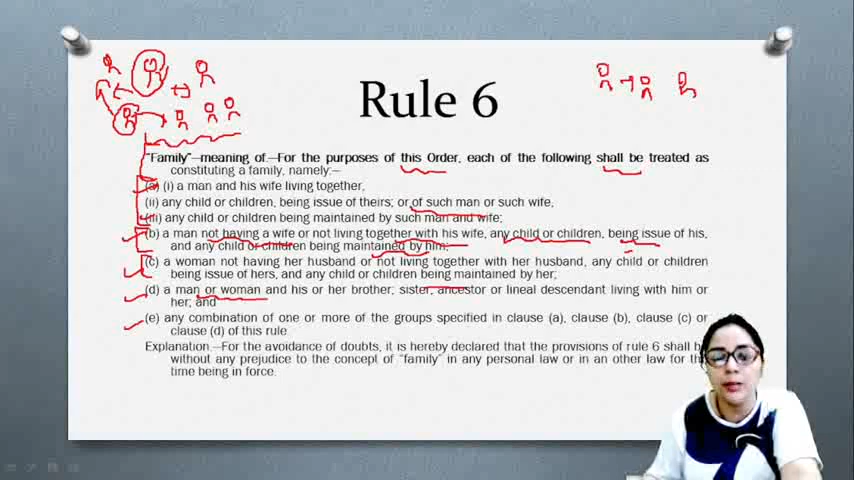 Rule 6
"Family"—meaning of.—For the purposes of this Order, each of the following shall be treated as
constituting a family, namely:–
(a) (i) a man and his wife living together;
(ii) any child or children, being issue of theirs; or of such man or such wife,
(iii) any child or children being maintained by such man and wife;
(b) a man not having a wife or not living together with his wife, any child or children, being issue of his,
and any child or children being maintained by him;
(c) a woman not having her husband or not living together with her husband, any child or children
being issue of hers, and any child or children being maintained by her;
(d) a man or woman and his or her brother; sister, ancestor or lineal descendant living with him or
her; and
(e) any combination of one or more of the groups specified in clause (a), clause (b), clause (c) or
clause (d) of this rule.
Explanation.—For the avoidance of doubts, it is hereby declared that the provisions of rule 6 shall
without any prejudice to the concept of "family" in any personal law or in an other law for
time being in force.